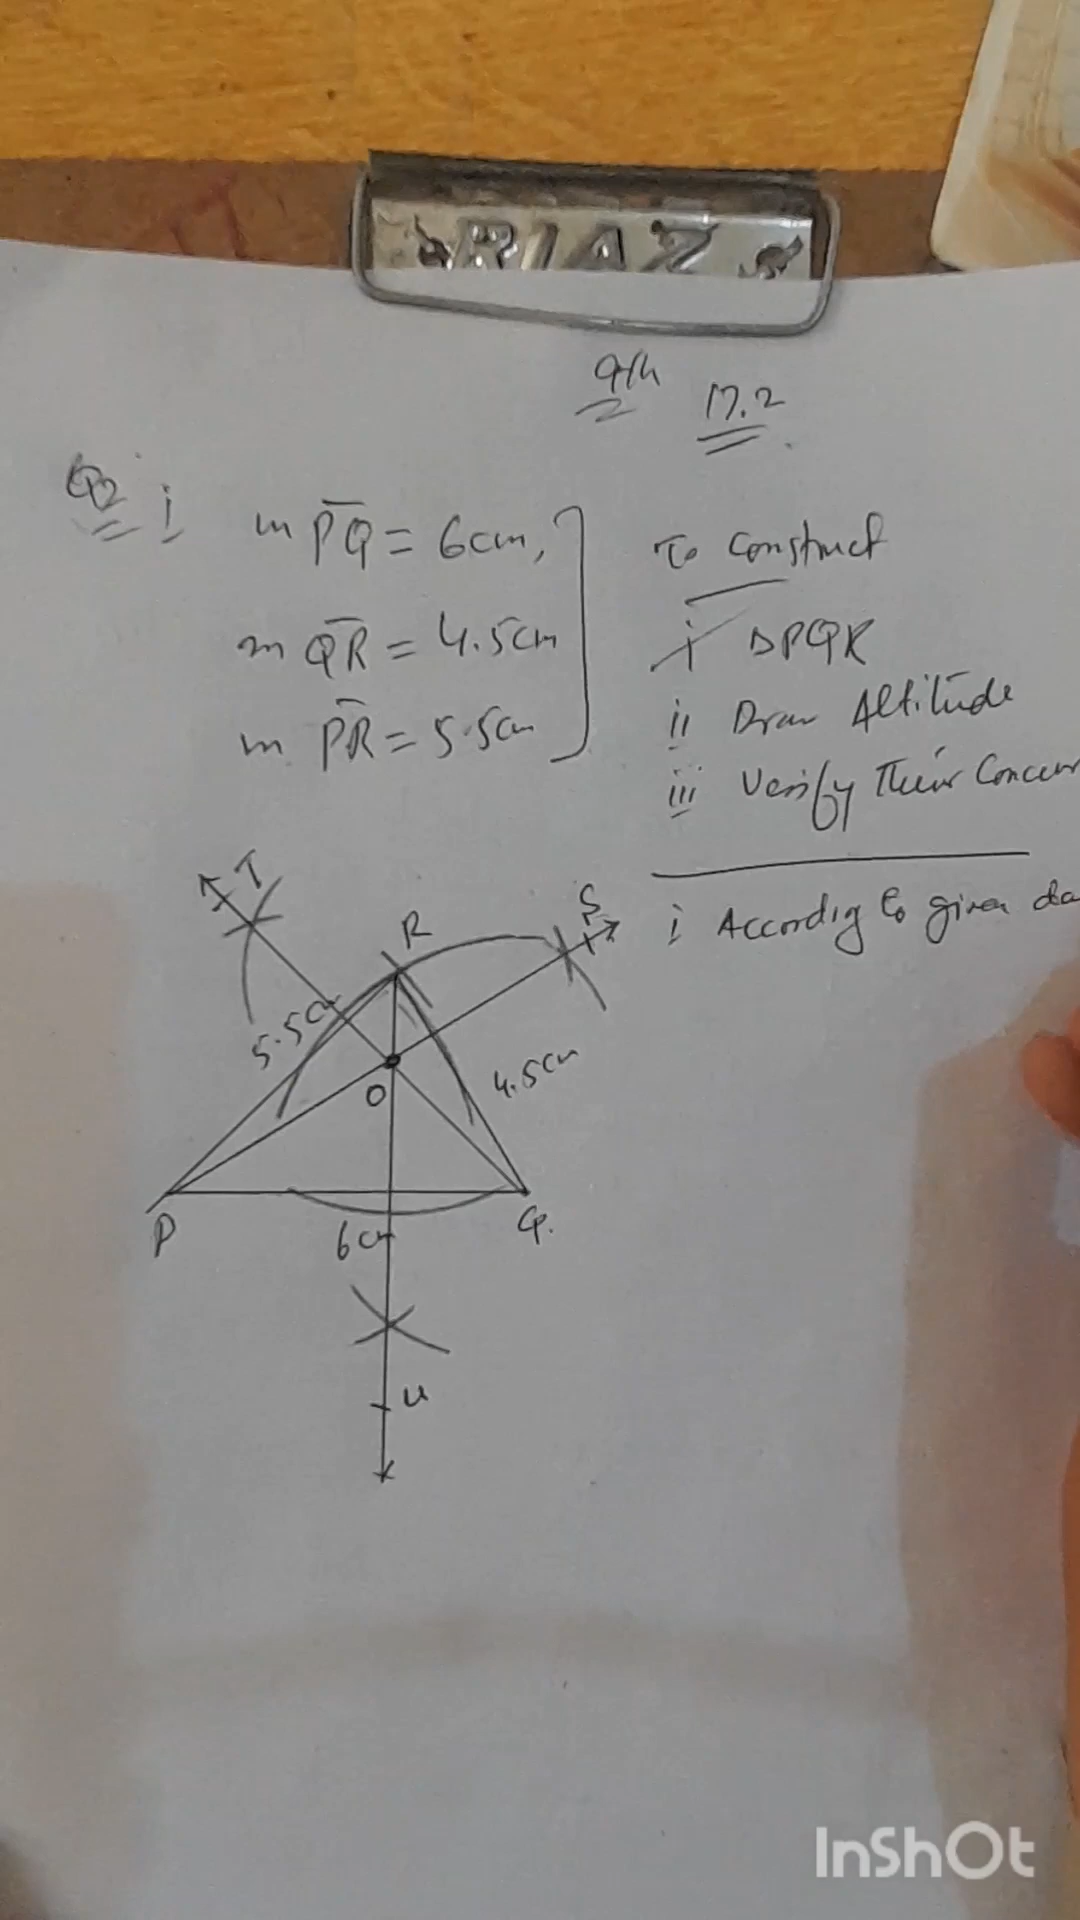 RIAZ
9th 17.2
Q2 i m PQ = 6cm,
m QR = 4.5cm
m PR = 5.5cm
To Construct
i ΔPQR
ii Draw Altitude
iii Verify Their Concur
i According to given da
T
R
S
5.5cm
4.5cm
O
P
6cm
Q.
U
InShOt